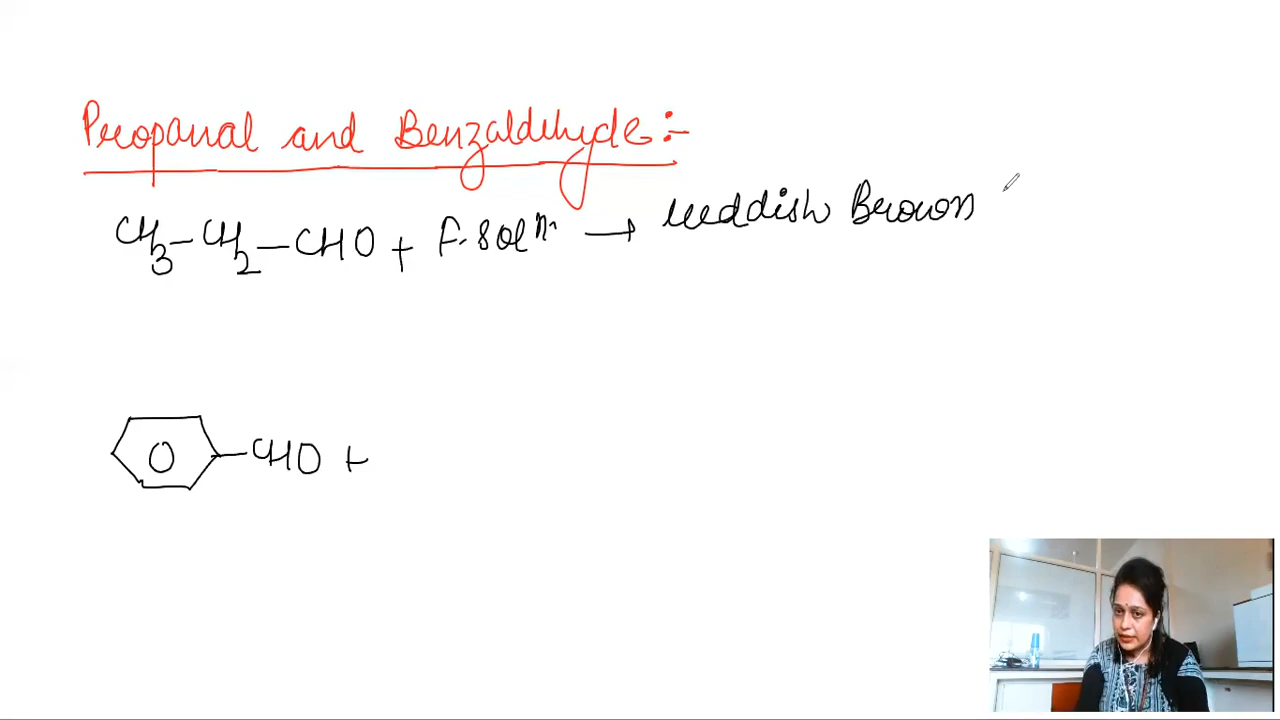 Propanal and Benzaldehyde:-
CH3-CH2-CHO + F. Solⁿ. → reddish Brown
CHO +